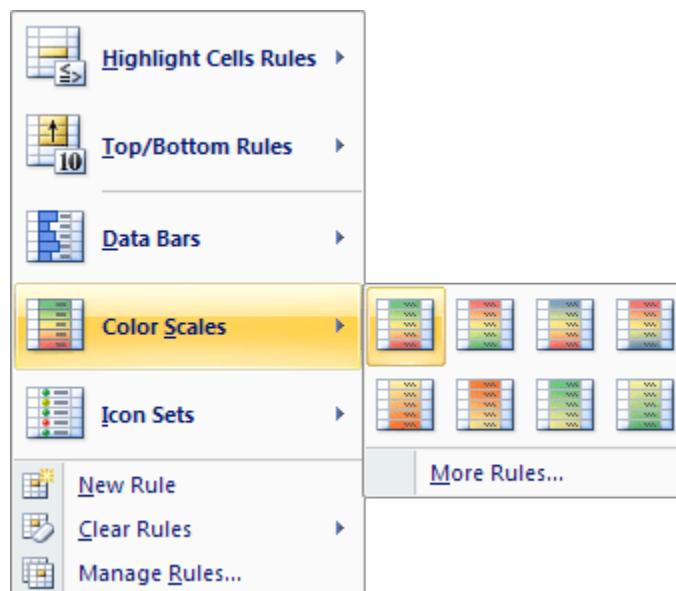 Highlight Cells Rules
Top/Bottom Rules
10
Data Bars
Color Scales
Icon Sets
More Rules...
New Rule
Clear Rules
Manage Rules...